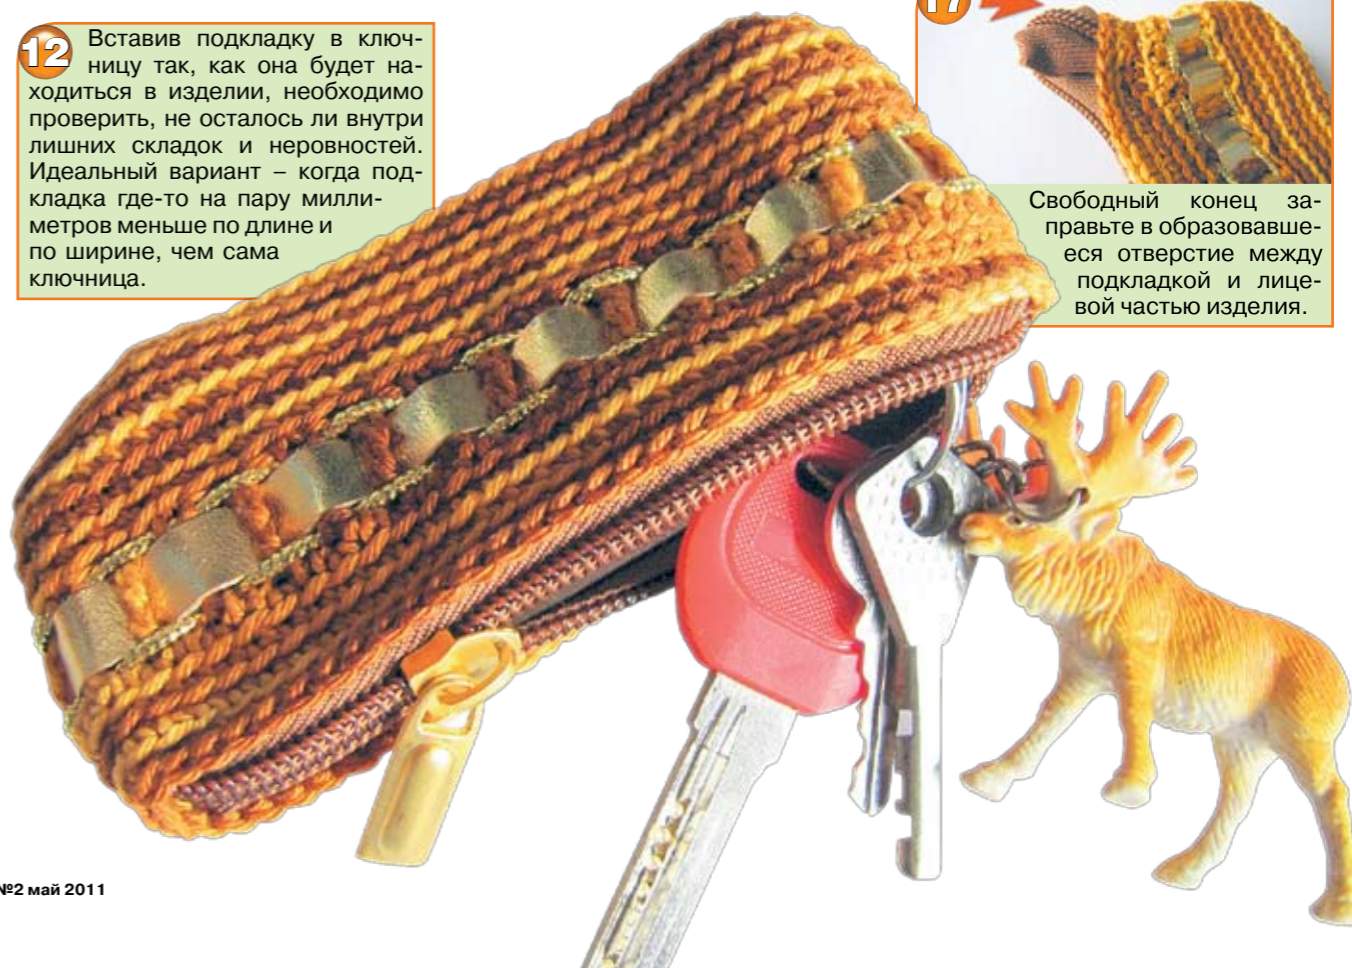 12
Вставив подкладку в ключ-
ницу так, как она будет на-
ходиться в изделии, необходимо
проверить, не осталось ли внутри
лишних складок и неровностей.
Идеальный вариант – когда под-
кладка где-то на пару милли-
метров меньше по длине и
по ширине, чем сама
ключница.
17
Свободный конец за-
правьте в образовавше-
еся отверстие между
подкладкой и лице-
вой частью изделия.
№2 май 2011